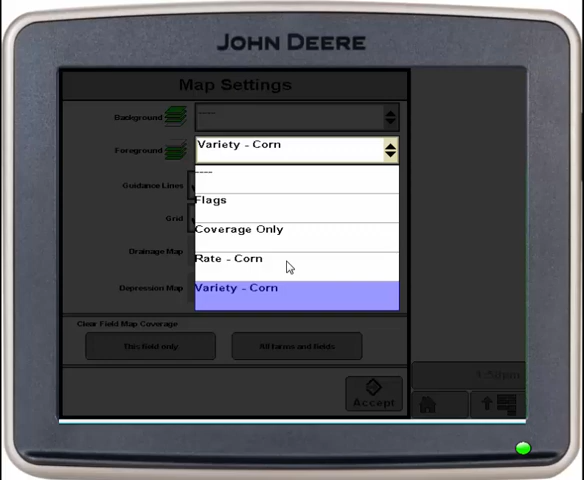 JOHN DEERE
Map Settings
Background
----
Foreground
Variety - Corn
----
Guidance Lines
Flags
Grid
Coverage Only
Drainage Map
Rate - Corn
Depression Map
Variety - Corn
Clear Field Map Coverage
This field only
All farms and fields
Accept